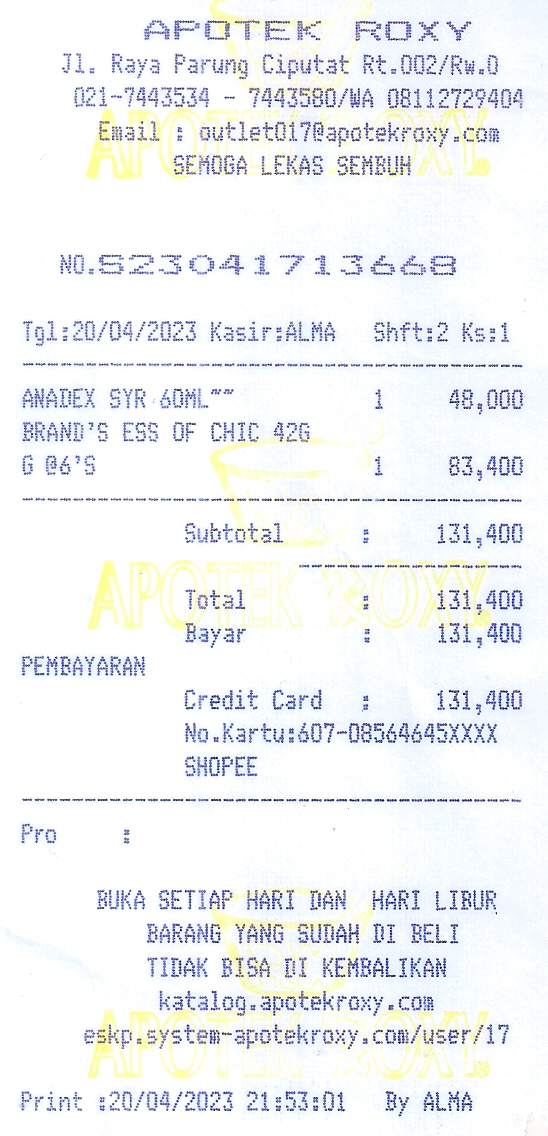 APOTEK ROXY
Jl. Raya Parung Ciputat Rt.002/Rw.0
021-7443534 - 7443580/WA 08112729404
Email : outlet017@apotekroxy.com
SEMOGA LEKAS SEMBUH
NO.S23041713668
Tgl:20/04/2023 Kasir:ALMA Shft:2 Ks:1
ANADEX SYR 60ML~~ 1 48,000
BRAND'S ESS OF CHIC 42G
G @6'S 1 83,400
Subtotal : 131,400
Total : 131,400
Bayar : 131,400
PEMBAYARAN
Credit Card : 131,400
No.Kartu:607-08564645XXXX
SHOPEE
Pro :
BUKA SETIAP HARI DAN HARI LIBUR
BARANG YANG SUDAH DI BELI
TIDAK BISA DI KEMBALIKAN
katalog.apotekroxy.com
eskp.system-apotekroxy.com/user/17
Print :20/04/2023 21:53:01 By ALMA
APOTEK ROXY®
APOTEK ROXY®
APOTEK ROXY®